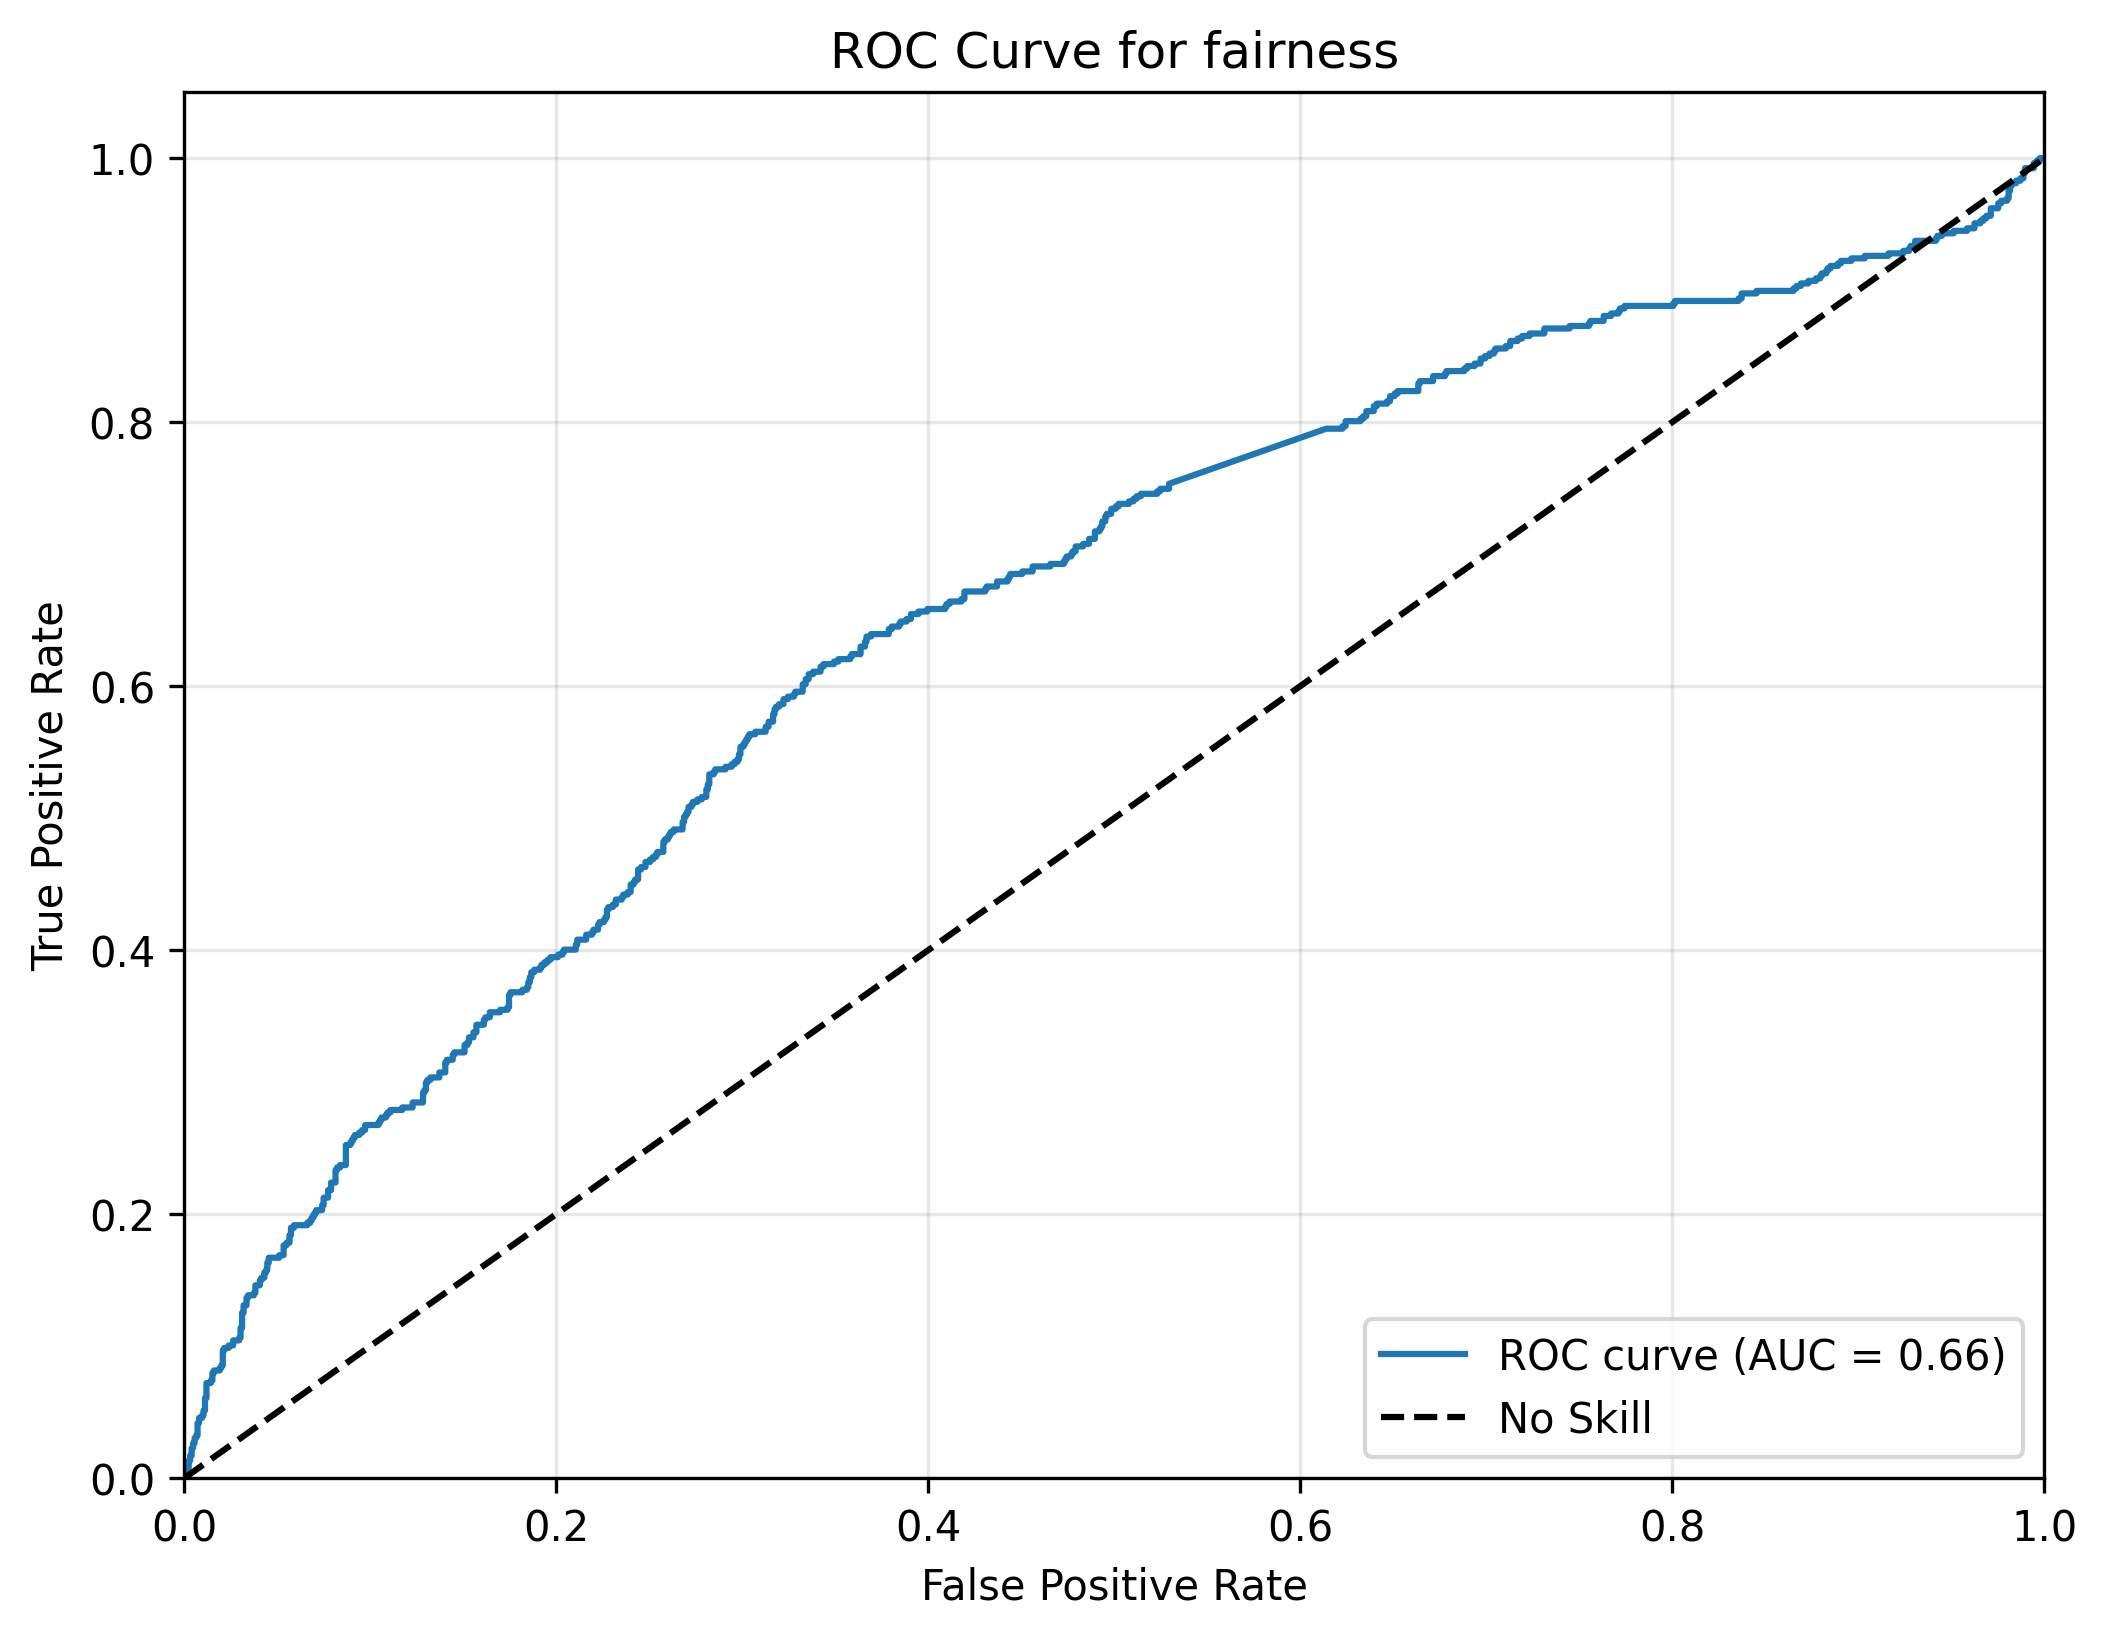 ROC Curve for fairness
True Positive Rate
1.0
0.8
0.6
0.4
0.2
0.0
0.0 0.2 0.4 0.6 0.8 1.0
False Positive Rate
ROC curve (AUC = 0.66)
No Skill